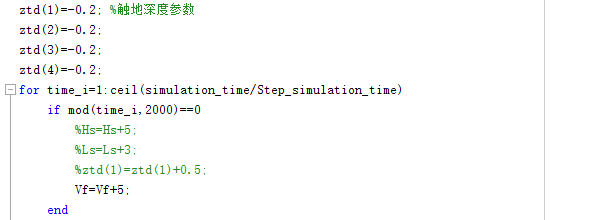 ztd(1)=-0.2; %触地深度参数
ztd(2)=-0.2;
ztd(3)=-0.2;
ztd(4)=-0.2;
for time_i=1:ceil(simulation_time/Step_simulation_time)
    if mod(time_i,2000)==0
        %Hs=Hs+5;
        %Ls=Ls+3;
        %ztd(1)=ztd(1)+0.5;
        Vf=Vf+5;
    end